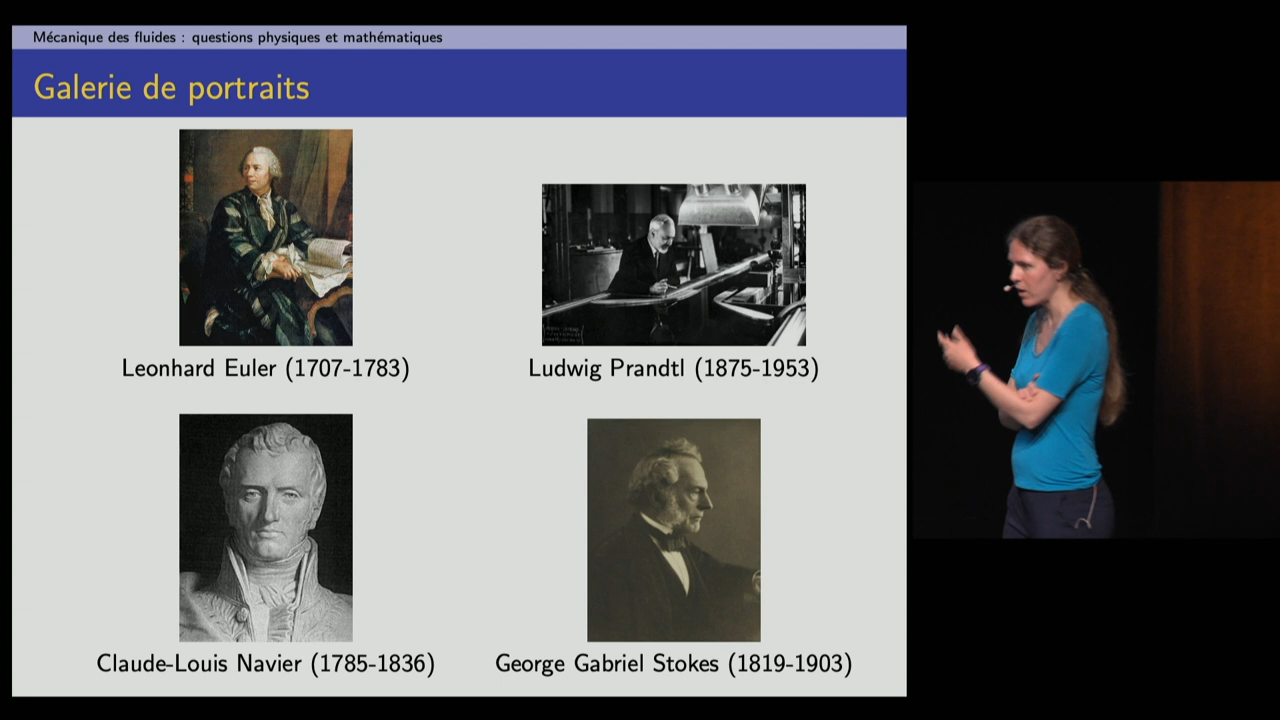 Mécanique des fluides : questions physiques et mathématiques
Galerie de portraits
Leonhard Euler (1707-1783)
Ludwig Prandtl (1875-1953)
Claude-Louis Navier (1785-1836)
George Gabriel Stokes (1819-1903)